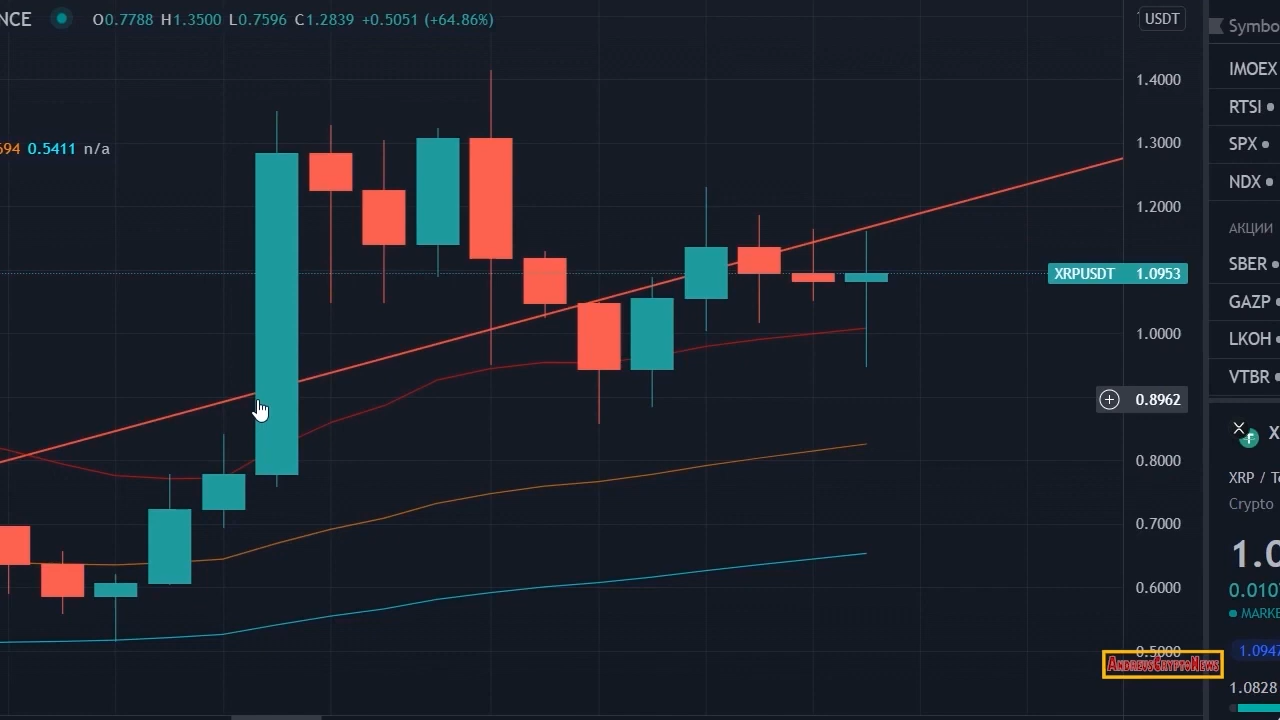 NCE O0.7788 H1.3500 L0.7596 C1.2839 +0.5051 (+64.86%)
694 0.5411 n/a
USDT
1.4000
1.3000
1.2000
XRPUSDT 1.0953
1.0000
0.8962
0.8000
0.7000
0.6000
0.5000
ANDREVSCRYPTONEWS
Symbo
IMOEX
RTSI
SPX
NDX
АКЦИИ
SBER
GAZP
LKOH
VTBR
X
XRP / Te
Crypto
1.0
0.010
MARKE
1.0947
1.0828